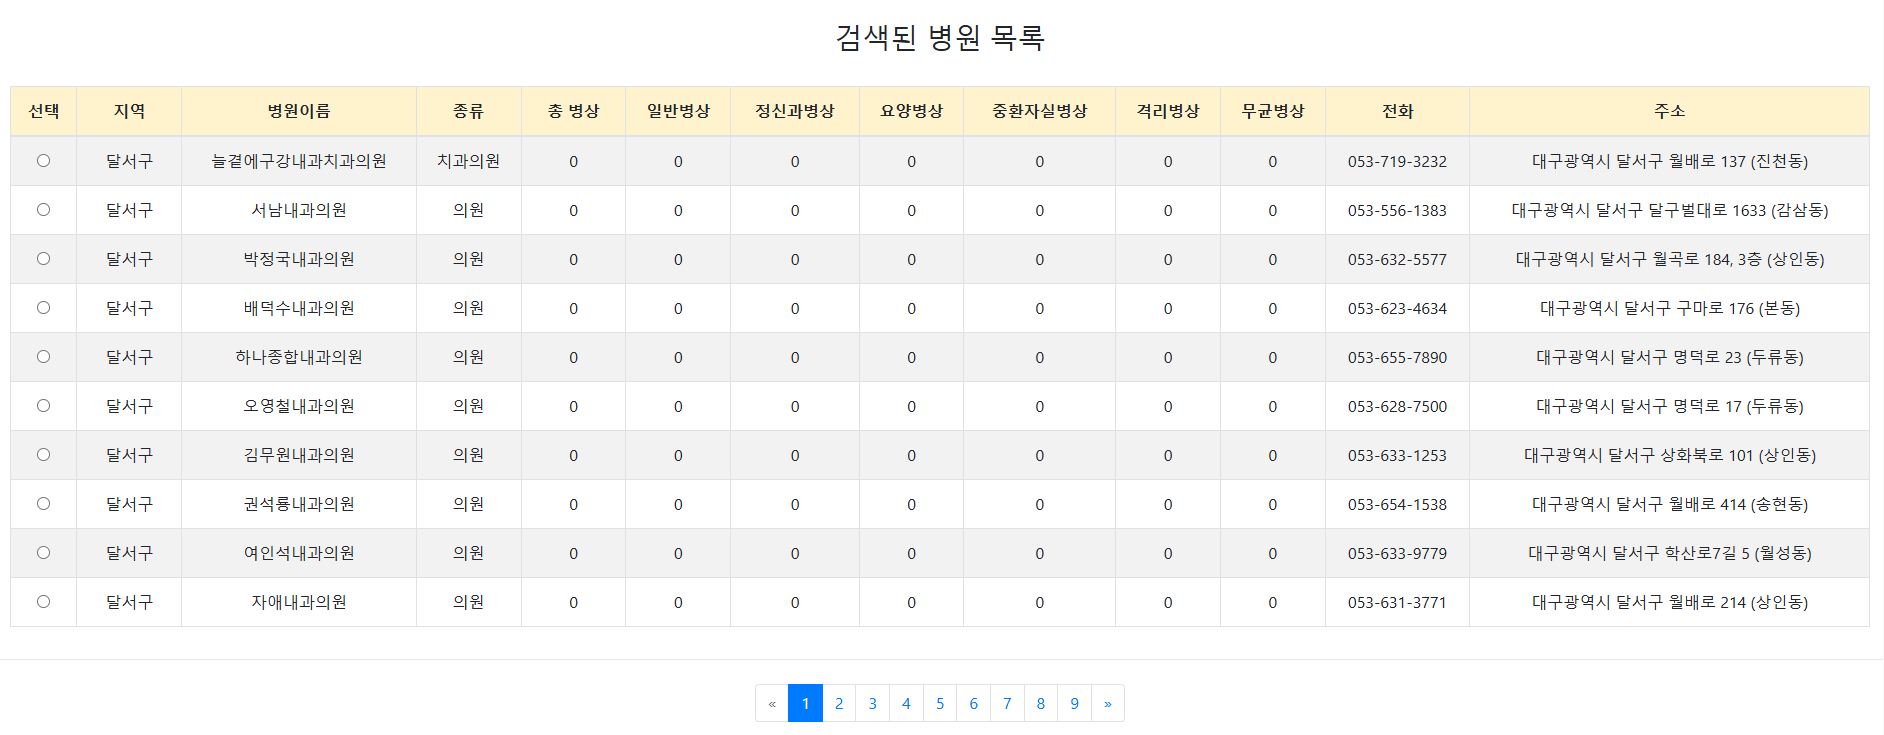 검색된 병원 목록
선택 지역 병원이름 종류 총 병상 일반병상 정신과병상 요양병상 중환자실병상 격리병상 무균병상 전화 주소
달서구 늘곁에구강내과치과의원 치과의원 0 0 0 0 0 0 0 053-719-3232 대구광역시 달서구 월배로 137 (진천동)
달서구 서남내과의원 의원 0 0 0 0 0 0 0 053-556-1383 대구광역시 달서구 달구벌대로 1633 (감삼동)
달서구 박정국내과의원 의원 0 0 0 0 0 0 0 053-632-5577 대구광역시 달서구 월곡로 184, 3층 (상인동)
달서구 배덕수내과의원 의원 0 0 0 0 0 0 0 053-623-4634 대구광역시 달서구 구마로 176 (본동)
달서구 하나종합내과의원 의원 0 0 0 0 0 0 0 053-655-7890 대구광역시 달서구 명덕로 23 (두류동)
달서구 오영철내과의원 의원 0 0 0 0 0 0 0 053-628-7500 대구광역시 달서구 명덕로 17 (두류동)
달서구 김무원내과의원 의원 0 0 0 0 0 0 0 053-633-1253 대구광역시 달서구 상화북로 101 (상인동)
달서구 권석룡내과의원 의원 0 0 0 0 0 0 0 053-654-1538 대구광역시 달서구 월배로 414 (송현동)
달서구 여인석내과의원 의원 0 0 0 0 0 0 0 053-633-9779 대구광역시 달서구 학산로7길 5 (월성동)
달서구 자애내과의원 의원 0 0 0 0 0 0 0 053-631-3771 대구광역시 달서구 월배로 214 (상인동)
« 1 2 3 4 5 6 7 8 9 »